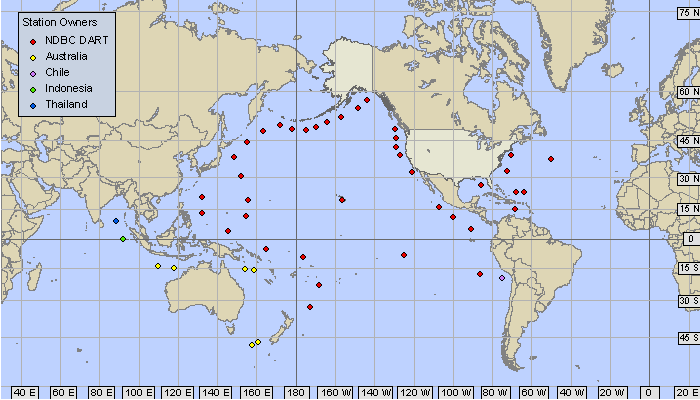 Station Owners
NDBC DART
Australia
Chile
Indonesia
Thailand
75 N
60 N
45 N
30 N
15 N
0
15 S
30 S
45 S
40 E 60 E 80 E 100 E 120 E 140 E 160 E 180 160 W 140 W 120 W 100 W 80 W 60 W 40 W 20 W 0 20 E